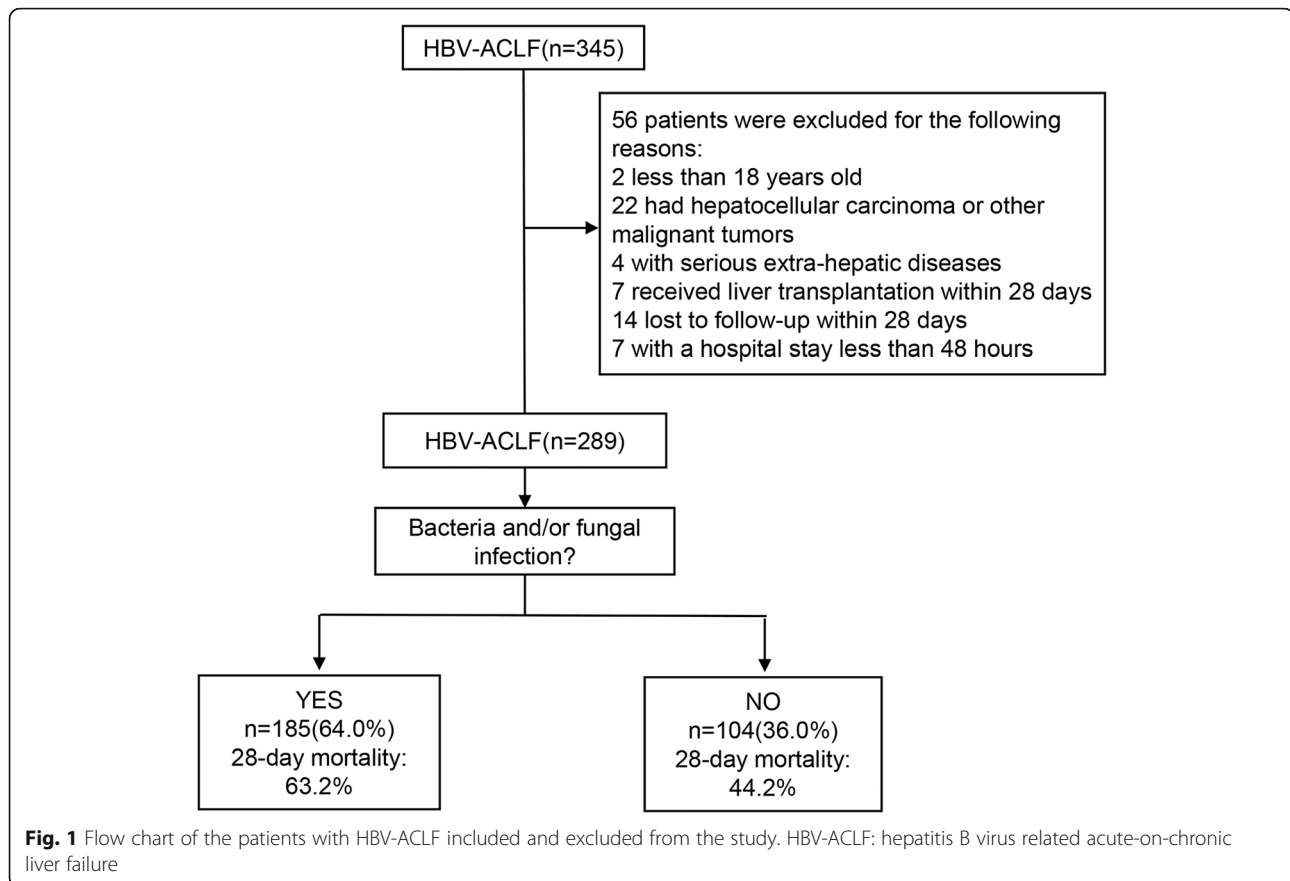 HBV-ACLF(n=345)
56 patients were excluded for the following
reasons:
2 less than 18 years old
22 had hepatocellular carcinoma or other
malignant tumors
4 with serious extra-hepatic diseases
7 received liver transplantation within 28 days
14 lost to follow-up within 28 days
7 with a hospital stay less than 48 hours
HBV-ACLF(n=289)
Bacteria and/or fungal
infection?
YES
n=185(64.0%)
28-day mortality:
63.2%
NO
n=104(36.0%)
28-day mortality:
44.2%
Fig. 1 Flow chart of the patients with HBV-ACLF included and excluded from the study. HBV-ACLF: hepatitis B virus related acute-on-chronic
liver failure